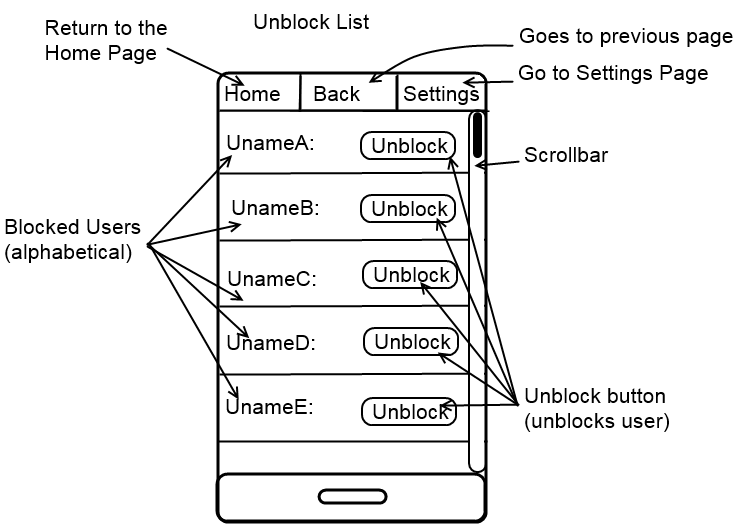 Return to the
Home Page
Unblock List
Goes to previous page
Go to Settings Page
Home
Back
Settings
UnameA:
Unblock
Scrollbar
UnameB:
Unblock
Blocked Users
(alphabetical)
UnameC:
Unblock
UnameD:
Unblock
UnameE:
Unblock
Unblock button
(unblocks user)